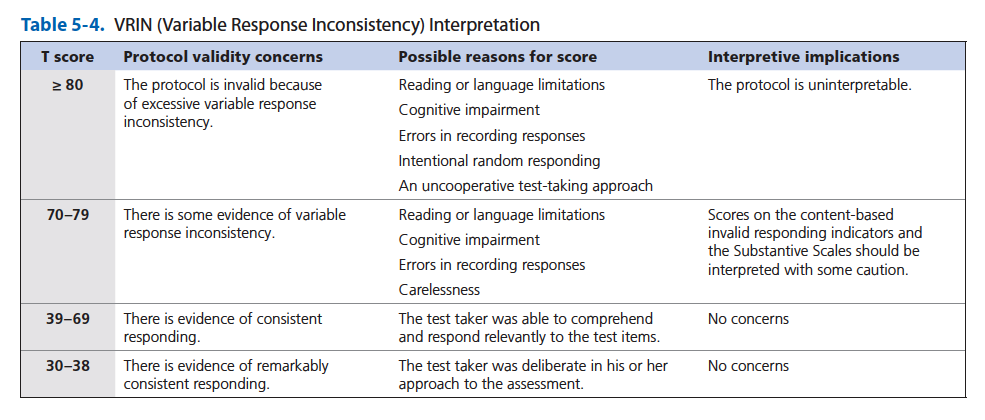 Table 5-4. VRIN (Variable Response Inconsistency) Interpretation
T score Protocol validity concerns Possible reasons for score Interpretive implications
≥ 80 The protocol is invalid because Reading or language limitations The protocol is uninterpretable.
of excessive variable response Cognitive impairment
inconsistency. Errors in recording responses
Intentional random responding
An uncooperative test-taking approach
70–79 There is some evidence of variable Reading or language limitations Scores on the content-based
response inconsistency. Cognitive impairment invalid responding indicators and
Errors in recording responses the Substantive Scales should be
Carelessness interpreted with some caution.
39–69 There is evidence of consistent The test taker was able to comprehend No concerns
responding. and respond relevantly to the test items.
30–38 There is evidence of remarkably The test taker was deliberate in his or her No concerns
consistent responding. approach to the assessment.